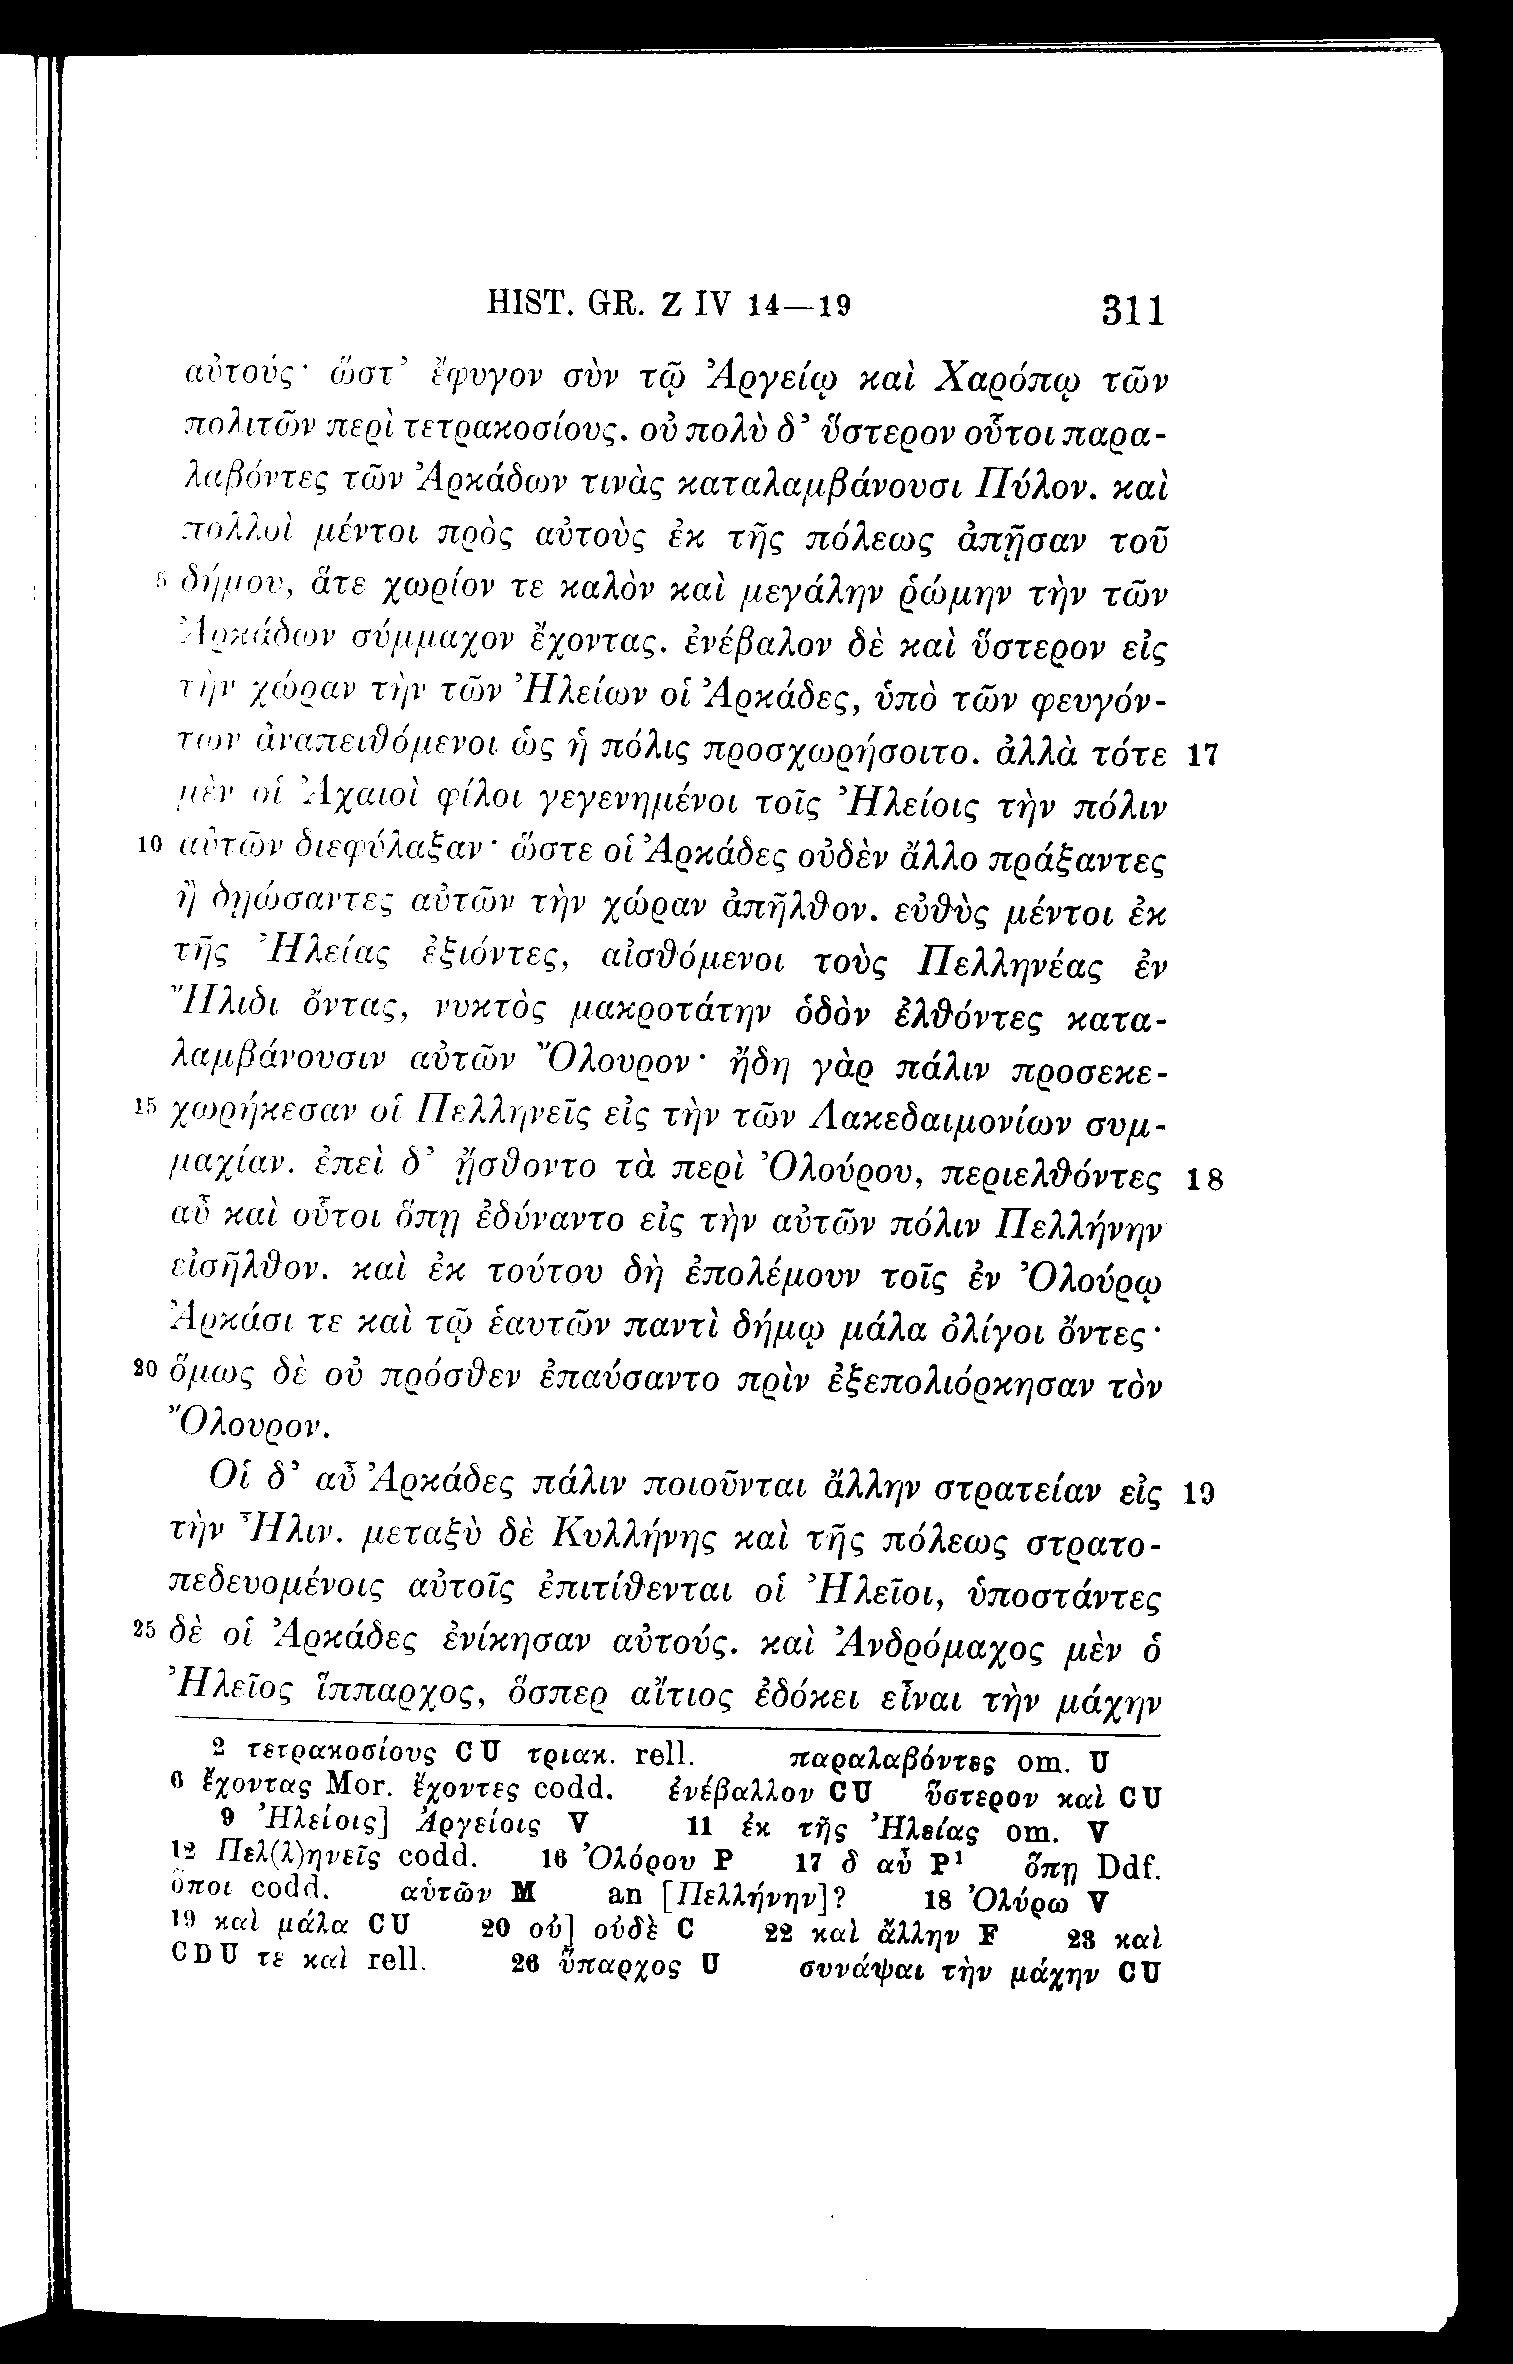 HIST. GR. Z IV 14—19 311
αὐτούς· ὥστ’ ἔφυγον σὺν τῷ Ἀργείῳ καὶ Χαρόπῳ τῶν
πολιτῶν περὶ τετρακοσίους. οὐ πολὺ δ’ ὕστερον οὗτοι παρα-
λαβόντες τῶν Ἀρκάδων τινὰς καταλαμβάνουσι Πύλον. καὶ
πολλοὶ μέντοι πρὸς αὐτοὺς ἐκ τῆς πόλεως ἀπῇσαν τοῦ
5 δήμου, ἅτε χωρίον τε καλὸν καὶ μεγάλην ῥώμην τὴν τῶν
Ἀρκάδων σύμμαχον ἔχοντας. ἐνέβαλον δὲ καὶ ὕστερον εἰς
τὴν χώραν τὴν τῶν Ἠλείων οἱ Ἀρκάδες, ὑπὸ τῶν φευγόν-
των ἀναπειθόμενοι ὡς ἡ πόλις προσχωρήσοιτο. ἀλλὰ τότε 17
μὲν οἱ Ἀχαιοὶ φίλοι γεγενημένοι τοῖς Ἠλείοις τὴν πόλιν
10 αὐτῶν διεφύλαξαν· ὥστε οἱ Ἀρκάδες οὐδὲν ἄλλο πράξαντες
ἢ δῃώσαντες αὐτῶν τὴν χώραν ἀπῆλθον. εὐθὺς μέντοι ἐκ
τῆς Ἠλείας ἐξιόντες, αἰσθόμενοι τοὺς Πελληνέας ἐν
Ἤλιδι ὄντας, νυκτὸς μακροτάτην ὁδὸν ἐλθόντες κατα-
λαμβάνουσιν αὐτῶν Ὄλουρον· ἤδη γὰρ πάλιν προσεκε-
15 χωρήκεσαν οἱ Πελληνεῖς εἰς τὴν τῶν Λακεδαιμονίων συμ-
μαχίαν. ἐπεὶ δ’ ᾔσθοντο τὰ περὶ Ὀλούρου, περιελθόντες 18
αὖ καὶ οὗτοι ὅπῃ ἐδύναντο εἰς τὴν αὐτῶν πόλιν Πελλήνην
εἰσῆλθον. καὶ ἐκ τούτου δὴ ἐπολέμουν τοῖς ἐν Ὀλούρῳ
Ἀρκάσι τε καὶ τῷ ἑαυτῶν παντὶ δήμῳ μάλα ὀλίγοι ὄντες·
20 ὅμως δὲ οὐ πρόσθεν ἐπαύσαντο πρὶν ἐξεπολιόρκησαν τὸν
Ὄλουρον.
Οἱ δ’ αὖ Ἀρκάδες πάλιν ποιοῦνται ἄλλην στρατείαν εἰς 19
τὴν Ἦλιν. μεταξὺ δὲ Κυλλήνης καὶ τῆς πόλεως στρατο-
πεδευομένοις αὐτοῖς ἐπιτίθενται οἱ Ἠλεῖοι, ὑποστάντες
25 δὲ οἱ Ἀρκάδες ἐνίκησαν αὐτούς. καὶ Ἀνδρόμαχος μὲν ὁ
Ἠλεῖος ἵππαρχος, ὅσπερ αἴτιος ἐδόκει εἶναι τὴν μάχην
2 τετρακοσίους CU τριακ. rell. παραλαβόντες om. U
6 ἔχοντας Mor. ἔχοντες codd. ἐνέβαλλον CU ὕστερον καὶ CU
9 Ἠλείοις] Ἀργείοις V 11 ἐκ τῆς Ἠλείας om. V
12 Πελ(λ)ηνεῖς codd. 16 Ὀλόρου P 17 δ αὖ P¹ ὅπῃ Ddf.
ὅποι codd. αὑτῶν M an [Πελλήνην]? 18 Ὀλύρω V
19 καὶ μάλα CU 20 οὐ] οὐδὲ C 22 καὶ ἄλλην F 23 καὶ
CDU τε καὶ rell. 26 ὕπαρχος U συνάψαι τὴν μάχην CU